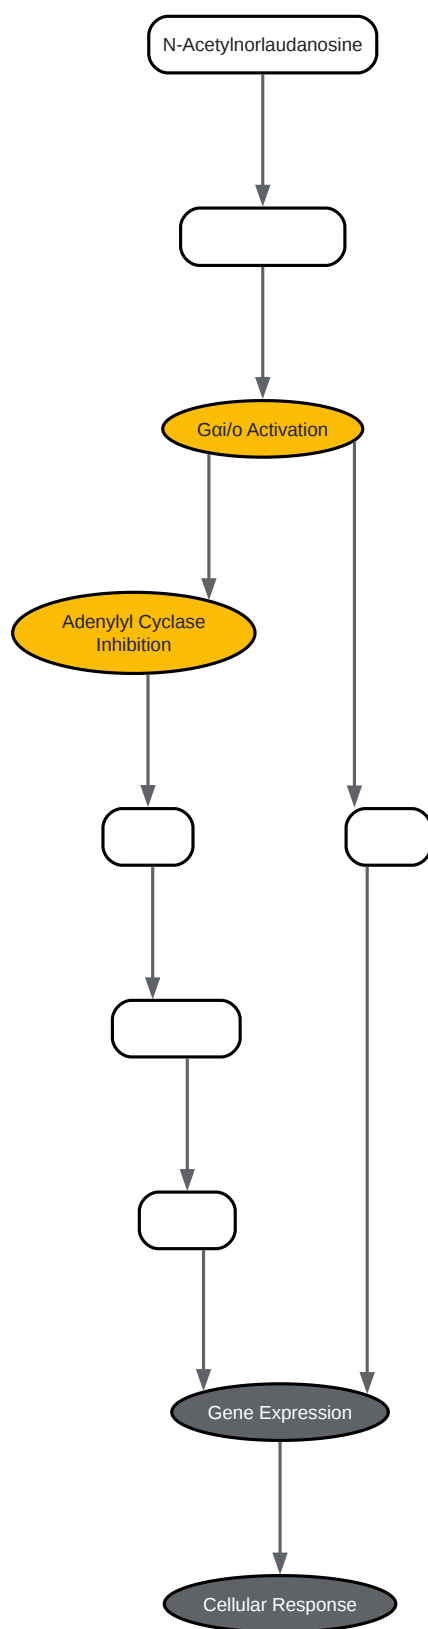 N-Acetylnorlaudanosine
Gαi/o Activation
Adenylyl Cyclase
Inhibition
Gene Expression
Cellular Response